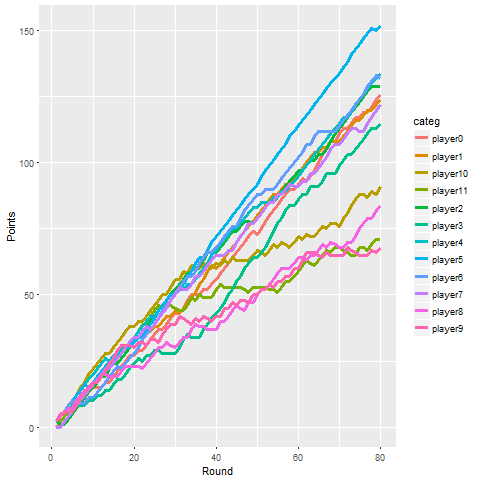 150
100
50
0
Points
0
20
40
60
80
Round
categ
player0
player1
player10
player11
player2
player3
player4
player5
player6
player7
player8
player9